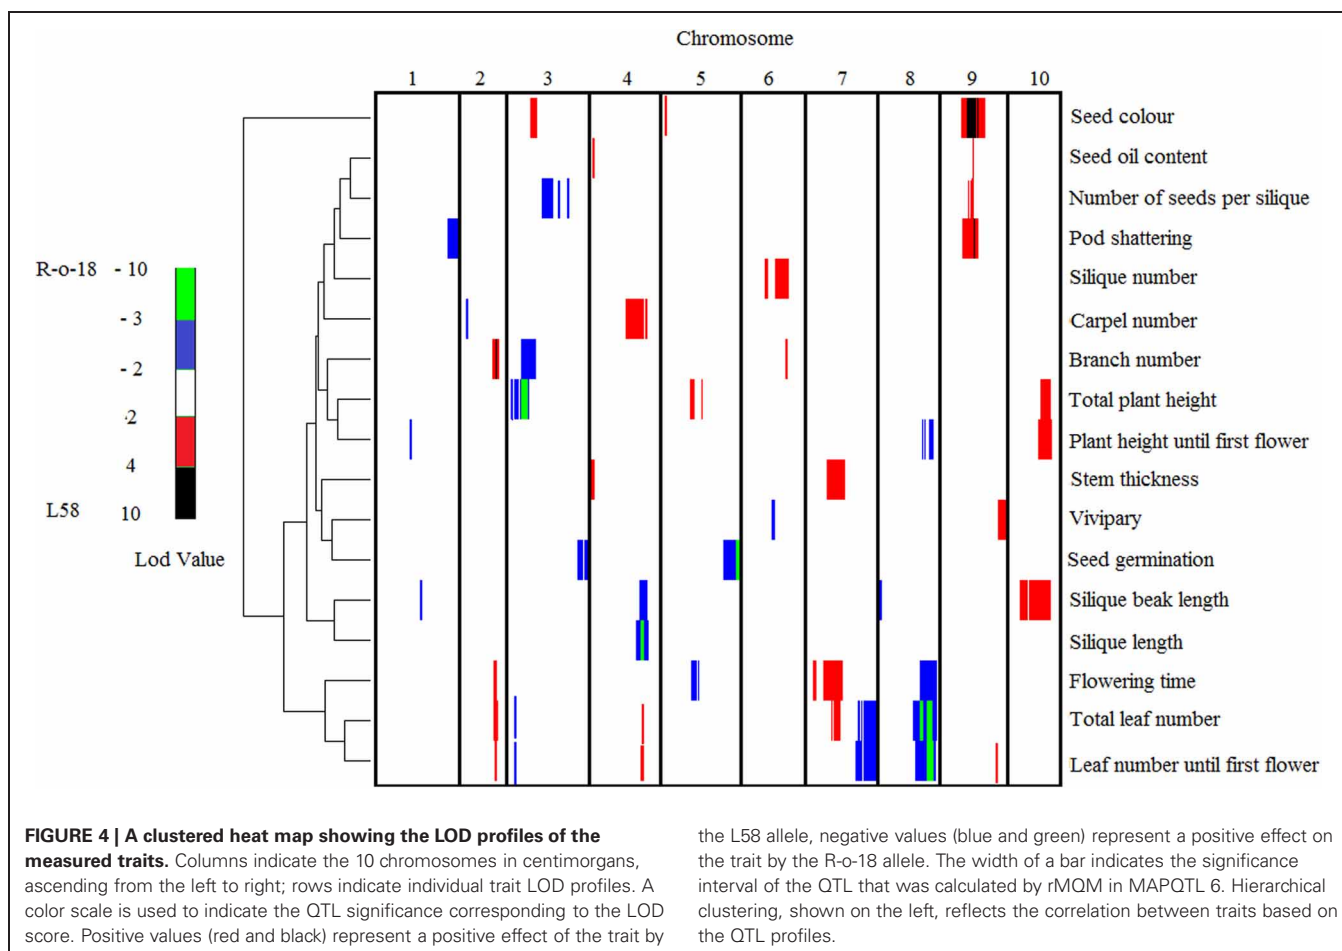 Chromosome
1 2 3 4 5 6 7 8 9 10
Seed colour
Seed oil content
Number of seeds per silique
Pod shattering
Silique number
Carpel number
Branch number
Total plant height
Plant height until first flower
Stem thickness
Vivipary
Seed germination
Silique beak length
Silique length
Flowering time
Total leaf number
Leaf number until first flower
R-o-18 - 10
- 3
- 2
2
4
L58 10
Lod Value
FIGURE 4 | A clustered heat map showing the LOD profiles of the
measured traits. Columns indicate the 10 chromosomes in centimorgans,
ascending from the left to right; rows indicate individual trait LOD profiles. A
color scale is used to indicate the QTL significance corresponding to the LOD
score. Positive values (red and black) represent a positive effect of the trait by
the L58 allele, negative values (blue and green) represent a positive effect on
the trait by the R-o-18 allele. The width of a bar indicates the significance
interval of the QTL that was calculated by rMQM in MAPQTL 6. Hierarchical
clustering, shown on the left, reflects the correlation between traits based on
the QTL profiles.